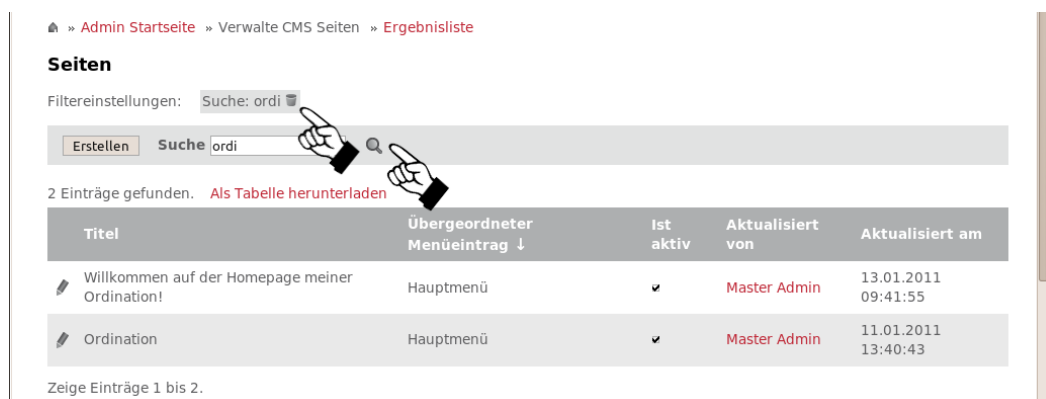 » Admin Startseite » Verwalte CMS Seiten » Ergebnisliste
Seiten
Filtereinstellungen: Suche: ordi
Erstellen Suche ordi
2 Einträge gefunden. Als Tabelle herunterladen
Titel Übergeordneter Menüeintrag ↓ Ist aktiv Aktualisiert von Aktualisiert am
Willkommen auf der Homepage meiner Ordination! Hauptmenü Master Admin 13.01.2011 09:41:55
Ordination Hauptmenü Master Admin 11.01.2011 13:40:43
Zeige Einträge 1 bis 2.